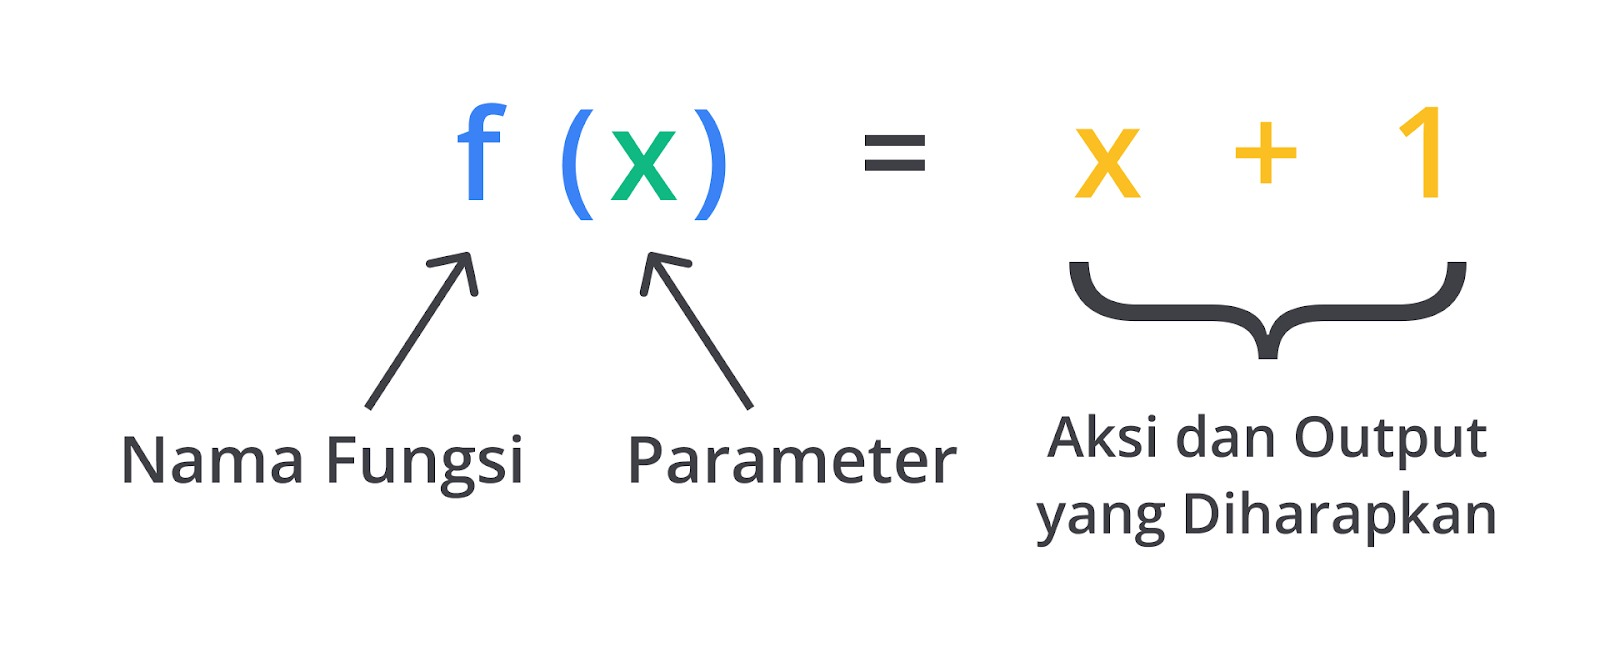 f (x) = x + 1
Nama Fungsi
Parameter
Aksi dan Output
yang Diharapkan